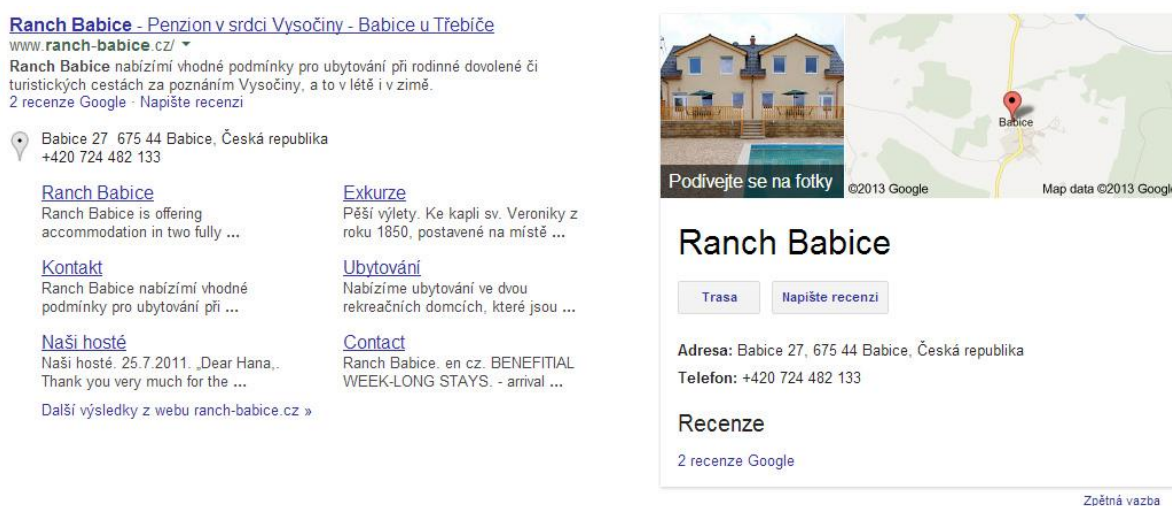 Ranch Babice - Penzion v srdci Vysočiny - Babice u Třebíče
www.ranch-babice.cz/
Ranch Babice nabízímí vhodné podmínky pro ubytování při rodinné dovolené či
turistických cestách za poznáním Vysočiny, a to v létě i v zimě.
2 recenze Google · Napište recenzi
Babice 27 675 44 Babice, Česká republika
+420 724 482 133
Ranch Babice
Ranch Babice is offering
accommodation in two fully ...
Exkurze
Pěší výlety. Ke kapli sv. Veroniky z
roku 1850, postavené na místě ...
Kontakt
Ranch Babice nabízímí vhodné
podmínky pro ubytování při ...
Ubytování
Nabízíme ubytování ve dvou
rekreačních domcích, které jsou ...
Naši hosté
Naši hosté. 25.7.2011. „Dear Hana,.
Thank you very much for the ...
Contact
Ranch Babice. en cz. BENEFITIAL
WEEK-LONG STAYS. - arrival ...
Další výsledky z webu ranch-babice.cz »
Podívejte se na fotky
Babice
©2013 Google
Map data ©2013 Google
Ranch Babice
Trasa
Napište recenzi
Adresa: Babice 27, 675 44 Babice, Česká republika
Telefon: +420 724 482 133
Recenze
2 recenze Google
Zpětná vazba